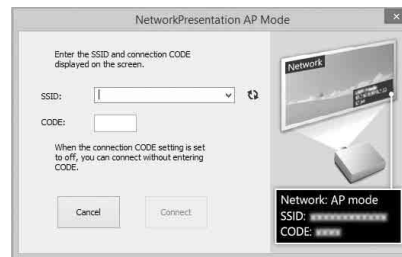 NetworkPresentation AP Mode
Enter the SSID and connection CODE
displayed on the screen.
SSID:
CODE:
When the connection CODE setting is set
to off, you can connect without entering
CODE.
Cancel
Connect
Network
Network: AP mode
SSID:
CODE: